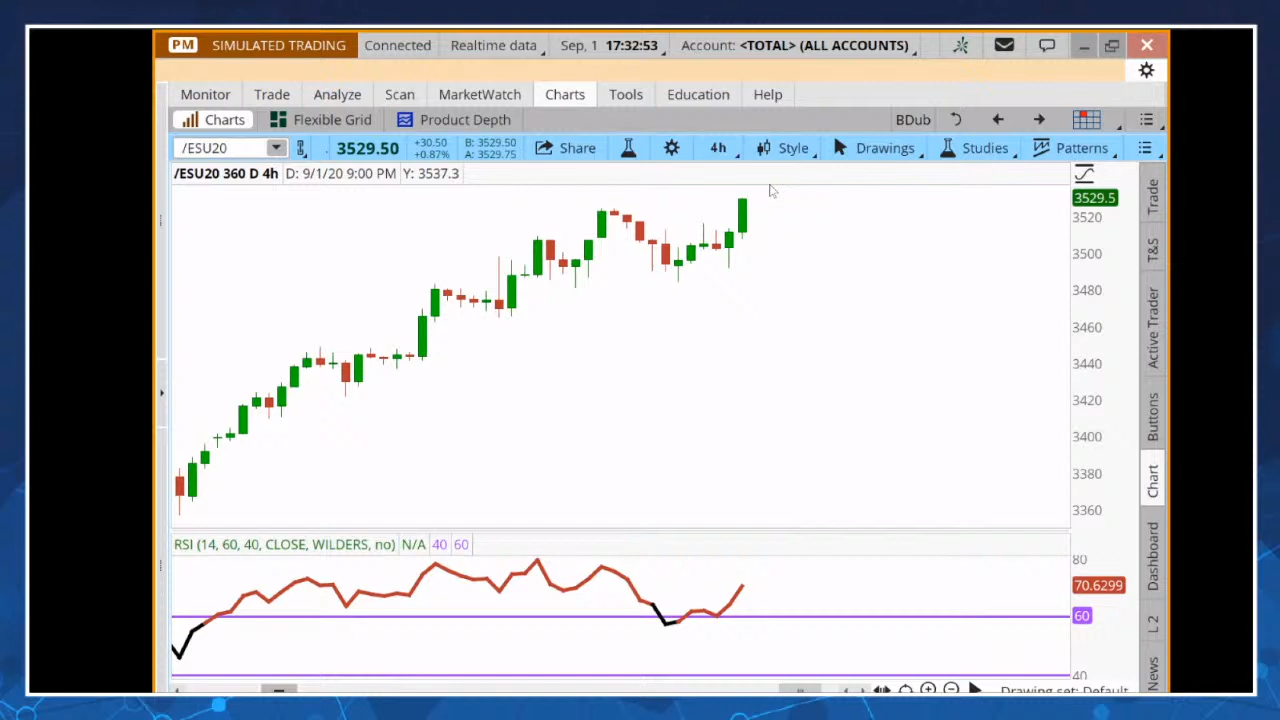 PM SIMULATED TRADING Connected Realtime data Sep, 1 17:32:53 Account: <TOTAL> (ALL ACCOUNTS)
Monitor Trade Analyze Scan MarketWatch Charts Tools Education Help
Charts Flexible Grid Product Depth BDub
/ESU20 3529.50 +30.50 +0.87% B: 3529.50 A: 3529.75 Share 4h Style Drawings Studies Patterns
/ESU20 360 D 4h D: 9/1/20 9:00 PM Y: 3537.3
3529.5
3520
3500
3480
3460
3440
3420
3400
3380
3360
RSI (14, 60, 40, CLOSE, WILDERS, no) N/A 40 60
80
70.6299
60
40
Drawing set: Default
Trade
T&S
Active Trader
Buttons
Chart
Dashboard
L 2
News